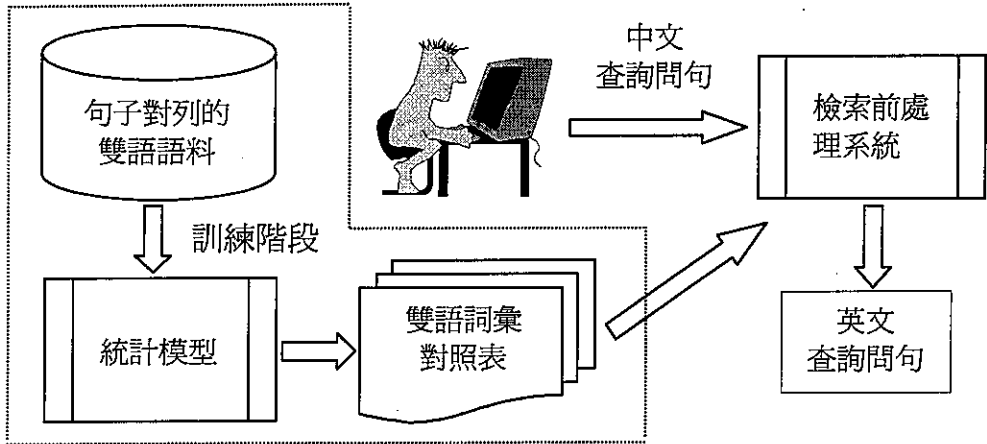 句子對列的
雙語語料
訓練階段
統計模型
雙語詞彙
對照表
中文
查詢問句
檢索前處
理系統
英文
查詢問句